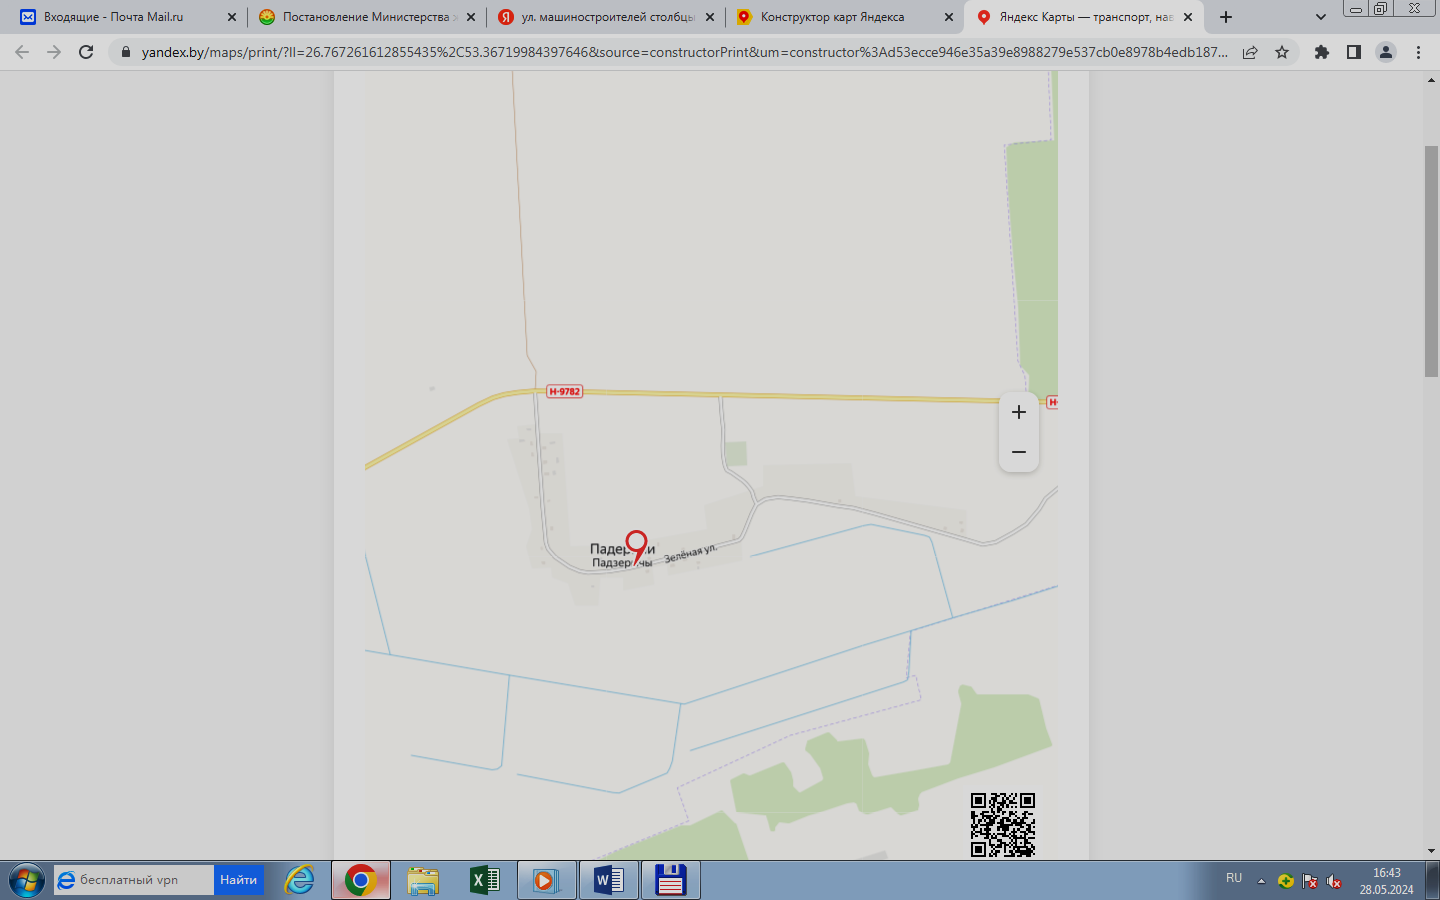 Входящие - Почта Mail.ru
Постановление Министерства
ул. машиностроителей столбцы
Конструктор карт Яндекса
Яндекс Карты — транспорт, нав
yandex.by/maps/print/?ll=26.767261612855435%2C53.36719984397646&source=constructorPrint&um=constructor%3Ad53ecce946e35a39e8988279e537cb0e8978b4edb187...
Н-9782
Н-
+
−
Зелёная ул.
бесплатный vpn
Найти
RU
16:43
28.05.2024